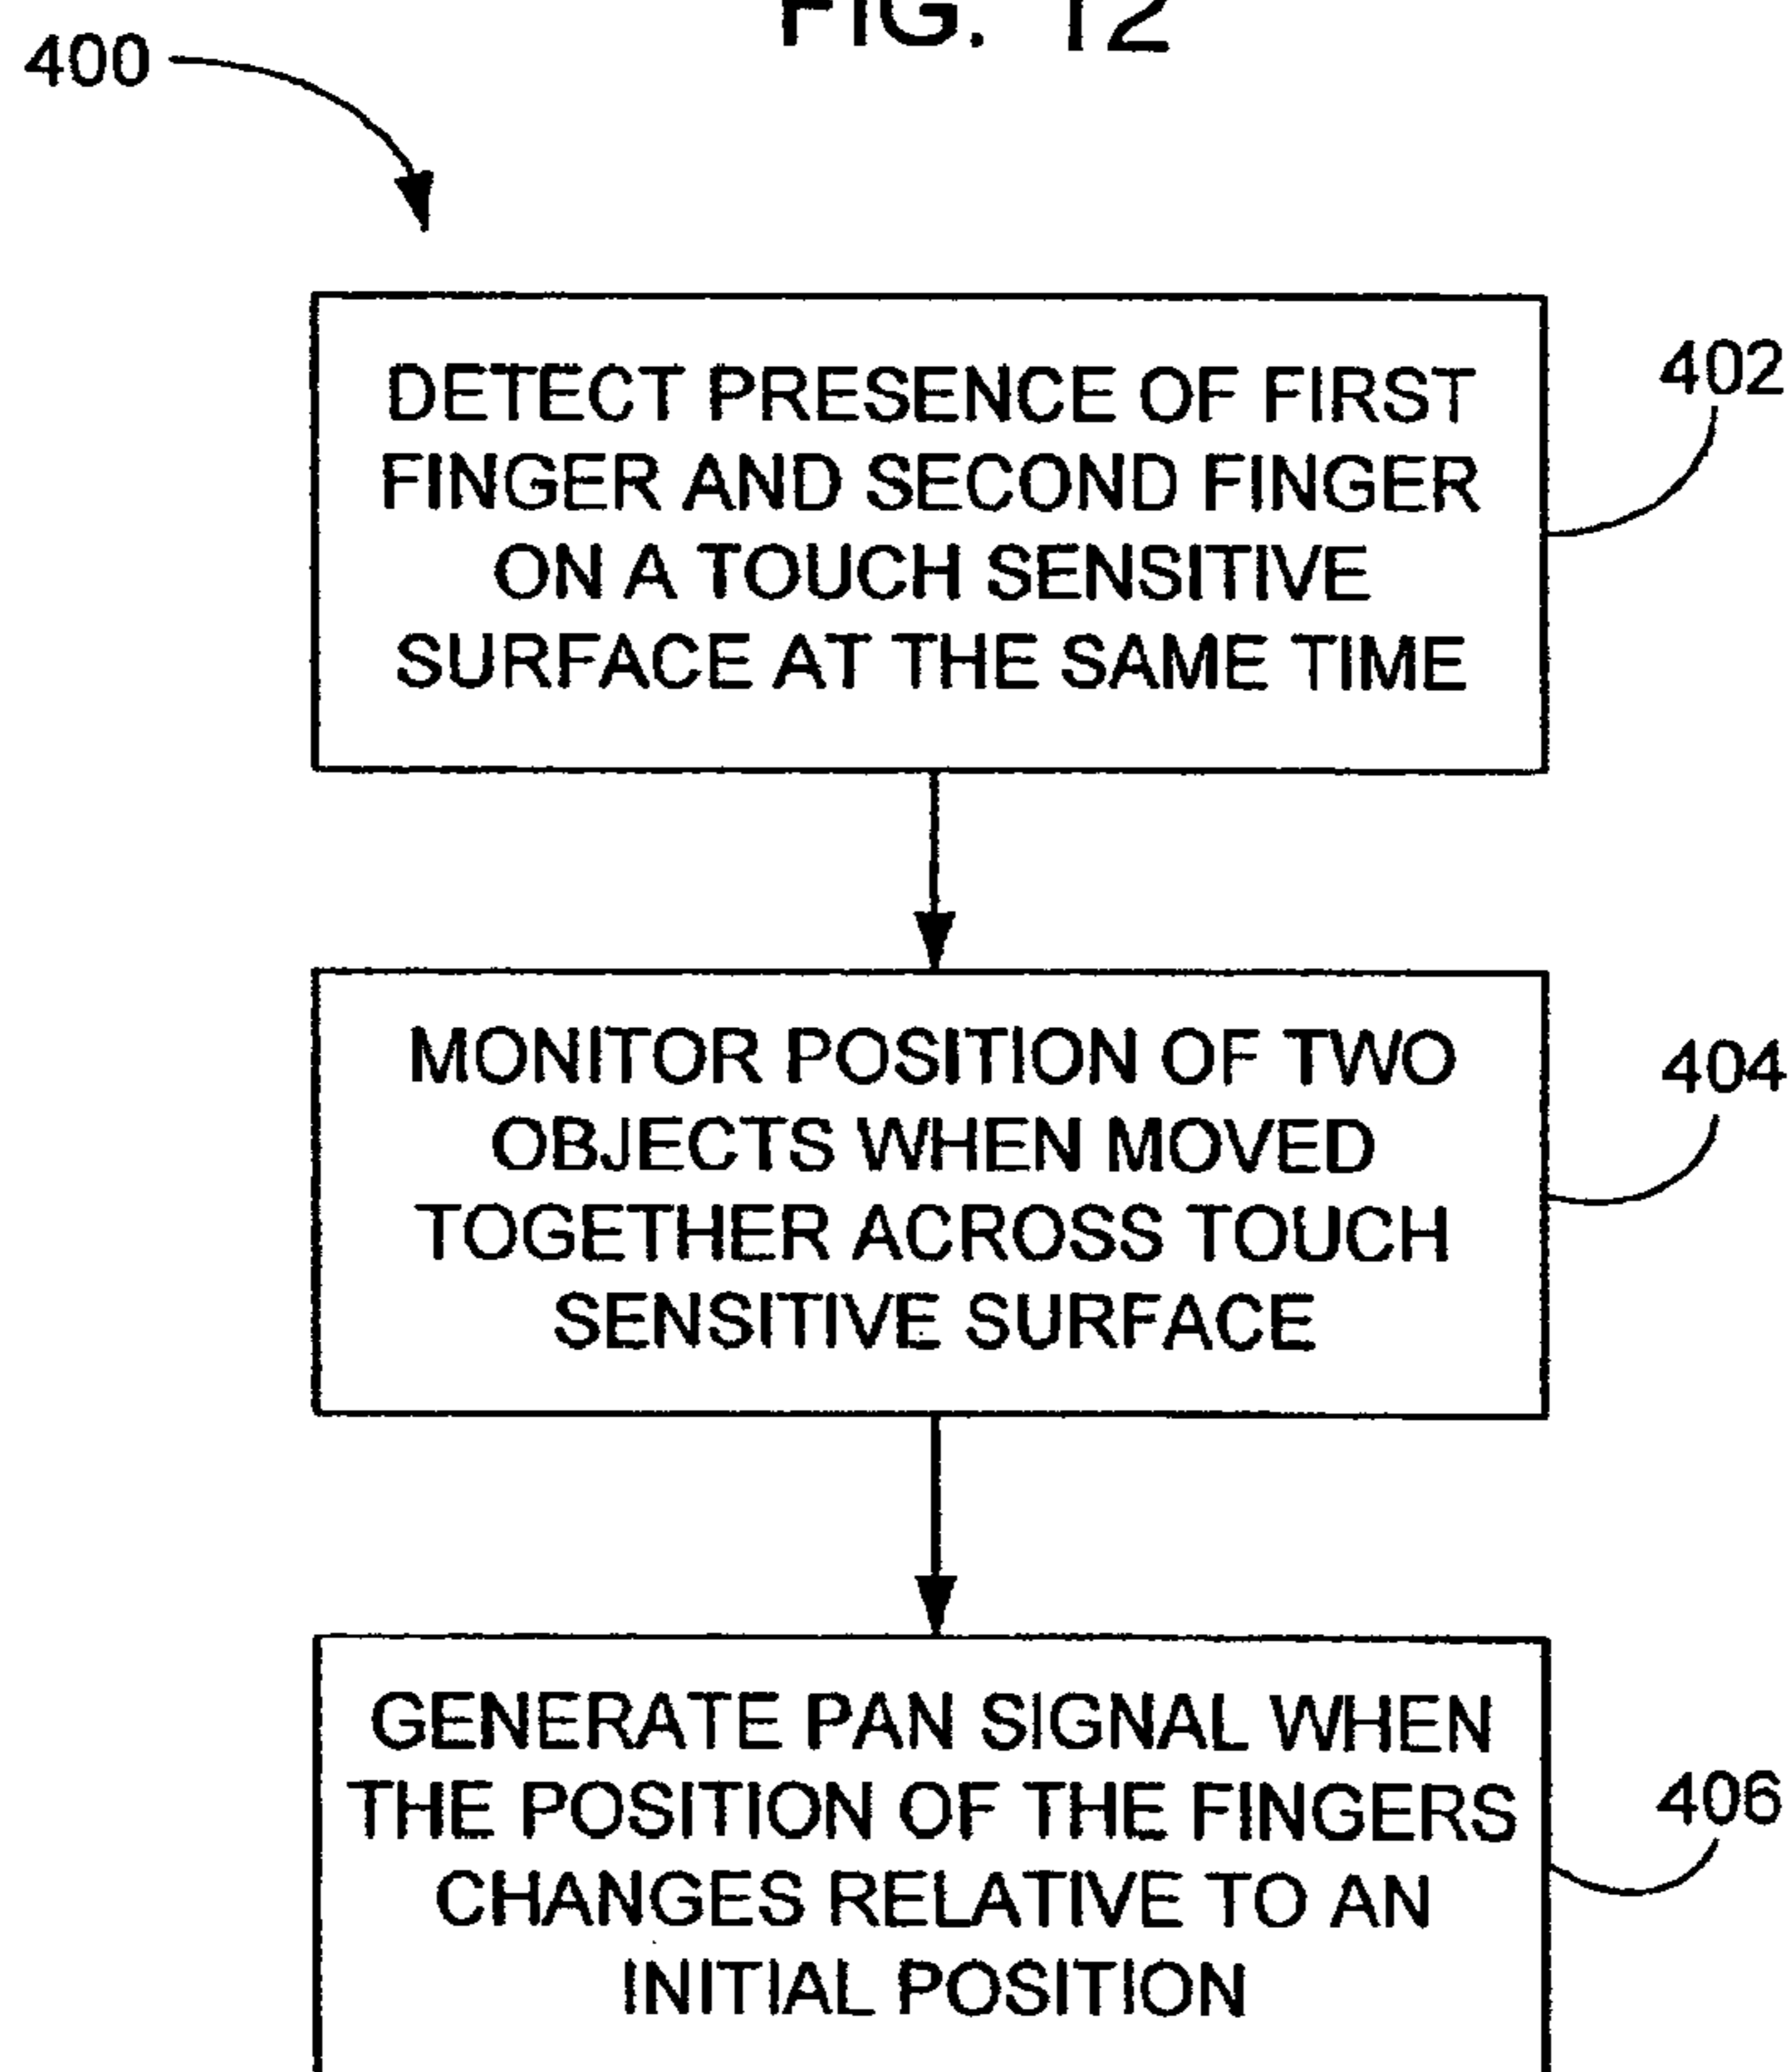 FIG. 12
400
DETECT PRESENCE OF FIRST
FINGER AND SECOND FINGER
ON A TOUCH SENSITIVE
SURFACE AT THE SAME TIME
402
MONITOR POSITION OF TWO
OBJECTS WHEN MOVED
TOGETHER ACROSS TOUCH
SENSITIVE SURFACE
404
GENERATE PAN SIGNAL WHEN
THE POSITION OF THE FINGERS
CHANGES RELATIVE TO AN
INITIAL POSITION
406